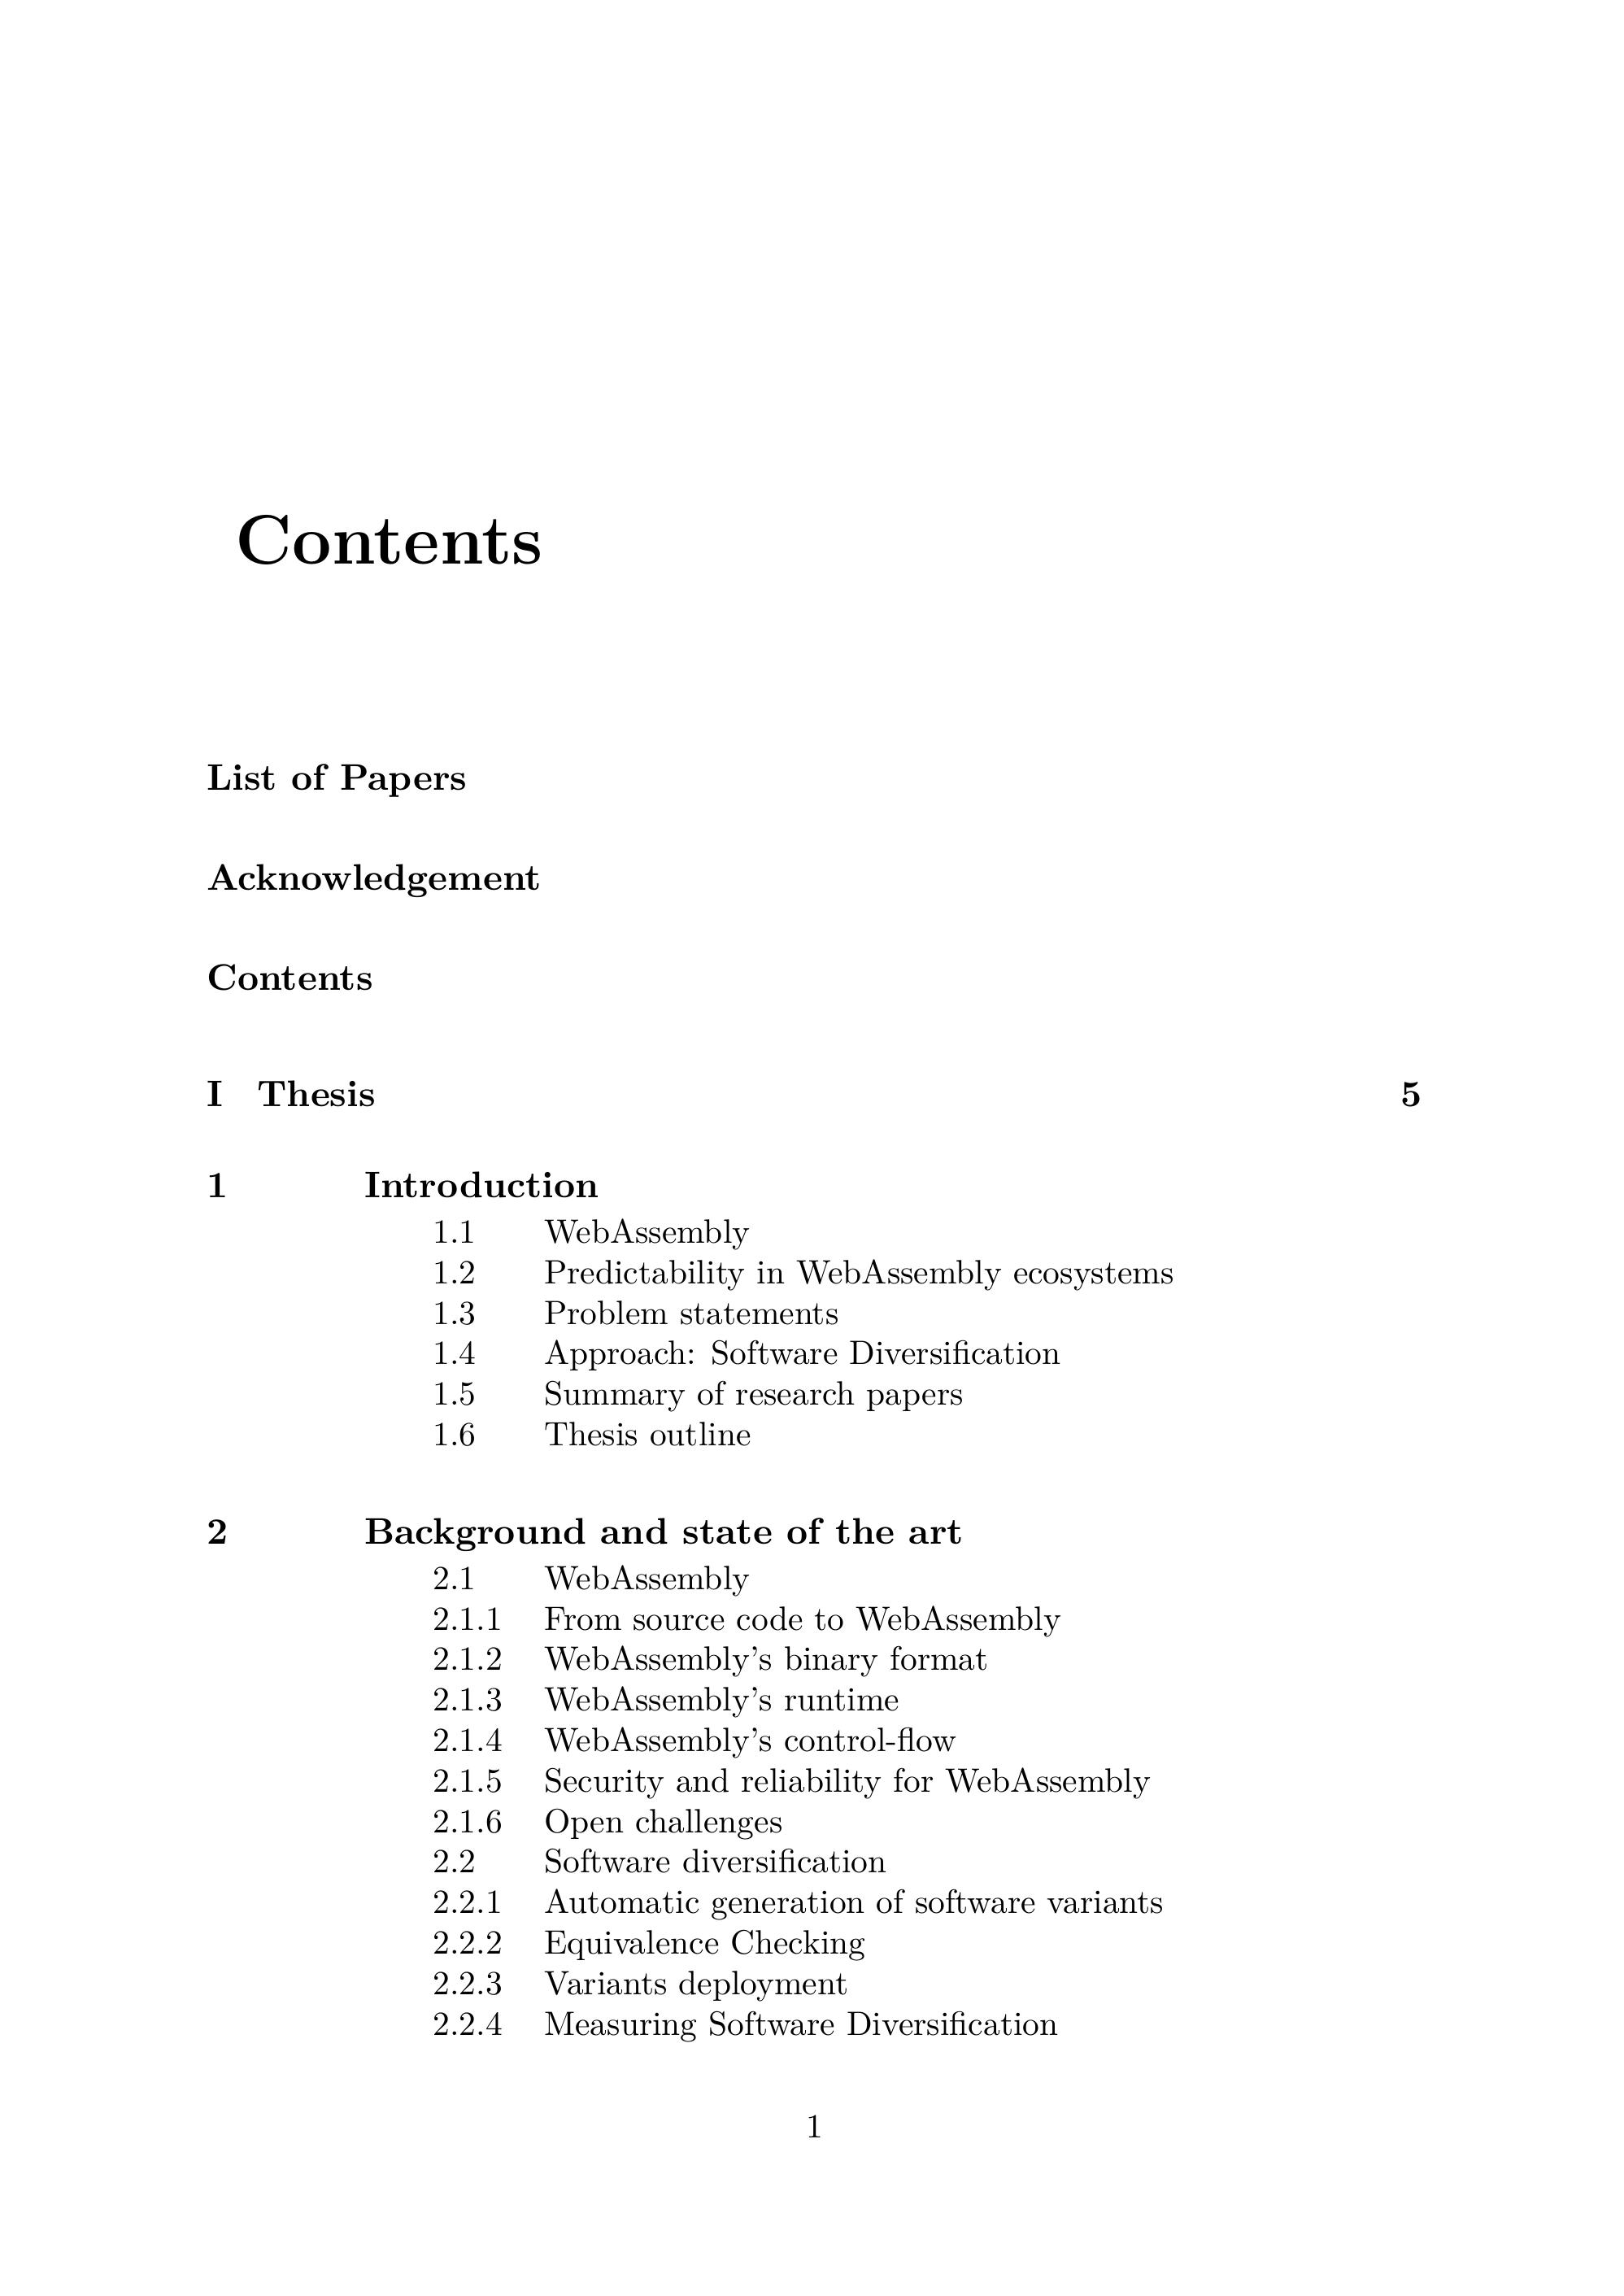 Contents
List of Papers
Acknowledgement
Contents
I Thesis 5
1 Introduction
1.1 WebAssembly
1.2 Predictability in WebAssembly ecosystems
1.3 Problem statements
1.4 Approach: Software Diversification
1.5 Summary of research papers
1.6 Thesis outline
2 Background and state of the art
2.1 WebAssembly
2.1.1 From source code to WebAssembly
2.1.2 WebAssembly's binary format
2.1.3 WebAssembly's runtime
2.1.4 WebAssembly's control-flow
2.1.5 Security and reliability for WebAssembly
2.1.6 Open challenges
2.2 Software diversification
2.2.1 Automatic generation of software variants
2.2.2 Equivalence Checking
2.2.3 Variants deployment
2.2.4 Measuring Software Diversification
1